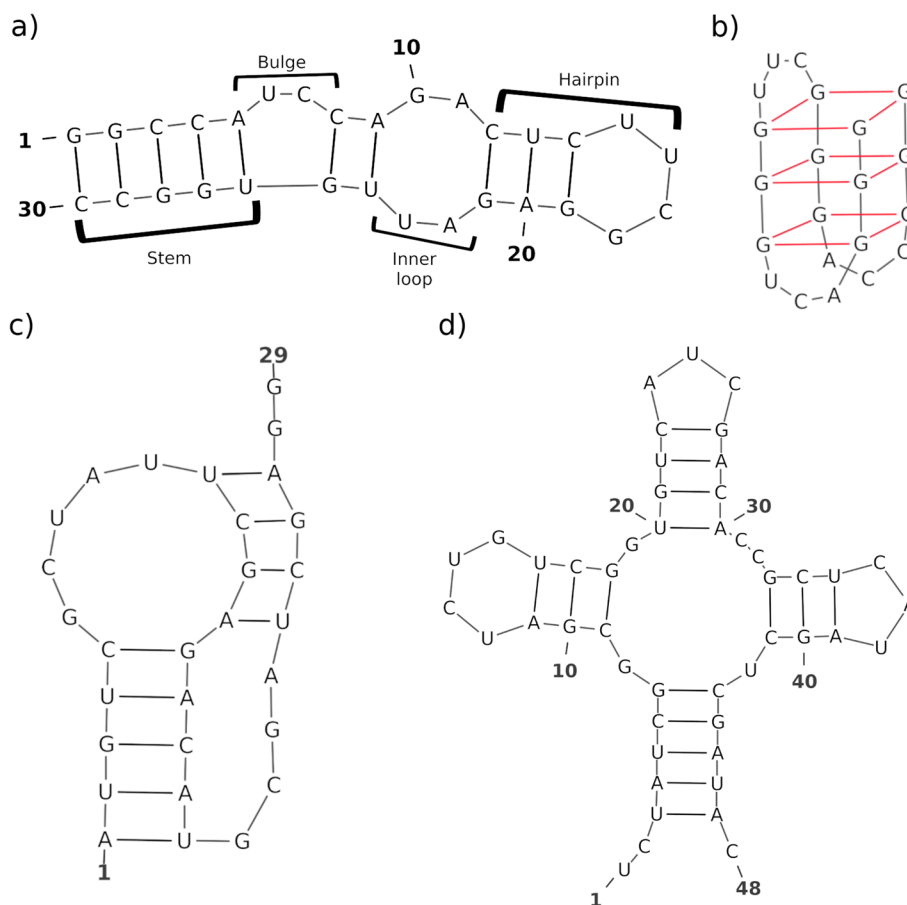 a)
10
Bulge
Hairpin
1 G G C C A U C C A G A C U C U U C G
30 C C G G U G U U A G A G
Stem
Inner
loop
20
b)
G G G C C A G G G C U U G G G U C A G G G
c)
29
1
A U G U C G C U A U U C G A G A C A U G C G A U C G A G G
d)
20
30
10
40
1
48
U C U A U C G G C G A U C U G U C G G U G U C A U C G A C A C C G C U C A U A G C U C G A U A C